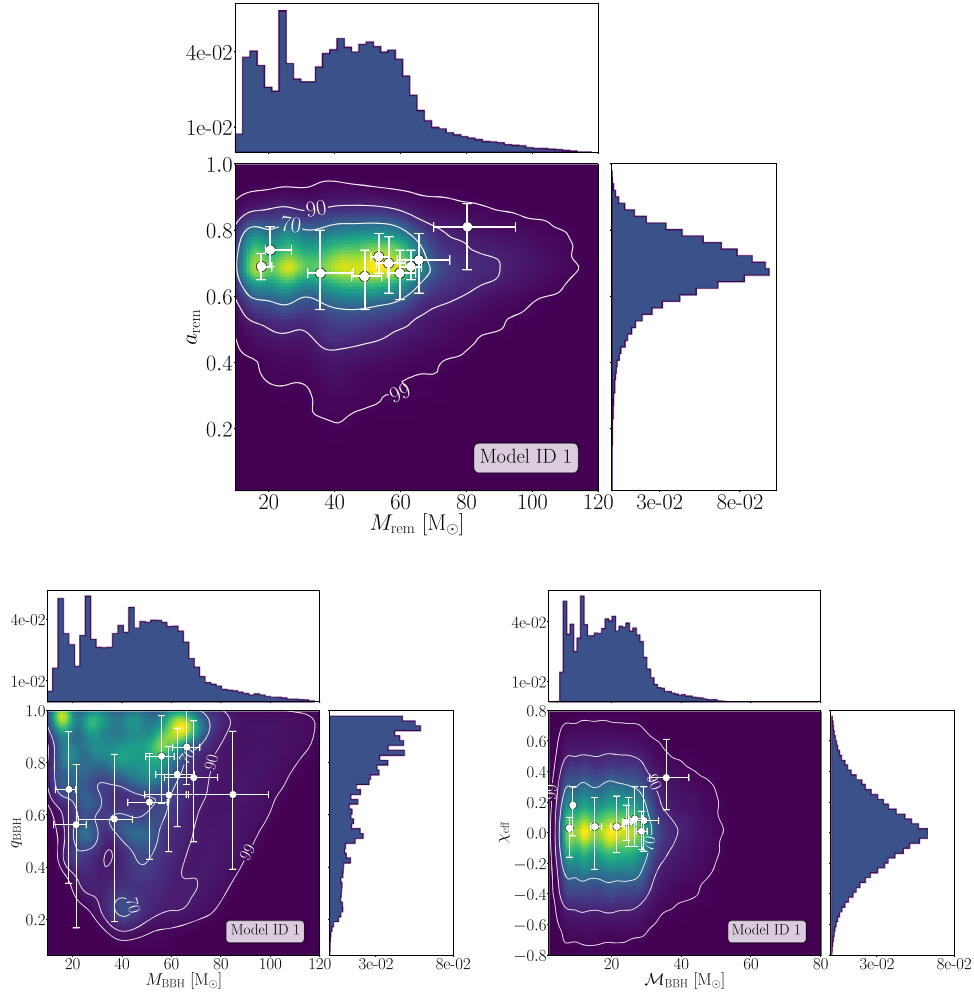 4e-02
1e-02
1.0
0.8
0.6
0.4
0.2
a_rem
90
70
99
Model ID 1
20 40 60 80 100 120
M_rem [M_⊙]
3e-02 8e-02
4e-02
1e-02
1.0
0.8
0.6
0.4
0.2
q_BBH
70
90
99
70
Model ID 1
20 40 60 80 100 120
M_BBH [M_⊙]
3e-02 8e-02
4e-02
1e-02
0.8
0.6
0.4
0.2
0.0
−0.2
−0.4
−0.6
−0.8
χ_eff
99
90
70
Model ID 1
20 40 60 80
ℳ_BBH [M_⊙]
3e-02 8e-02